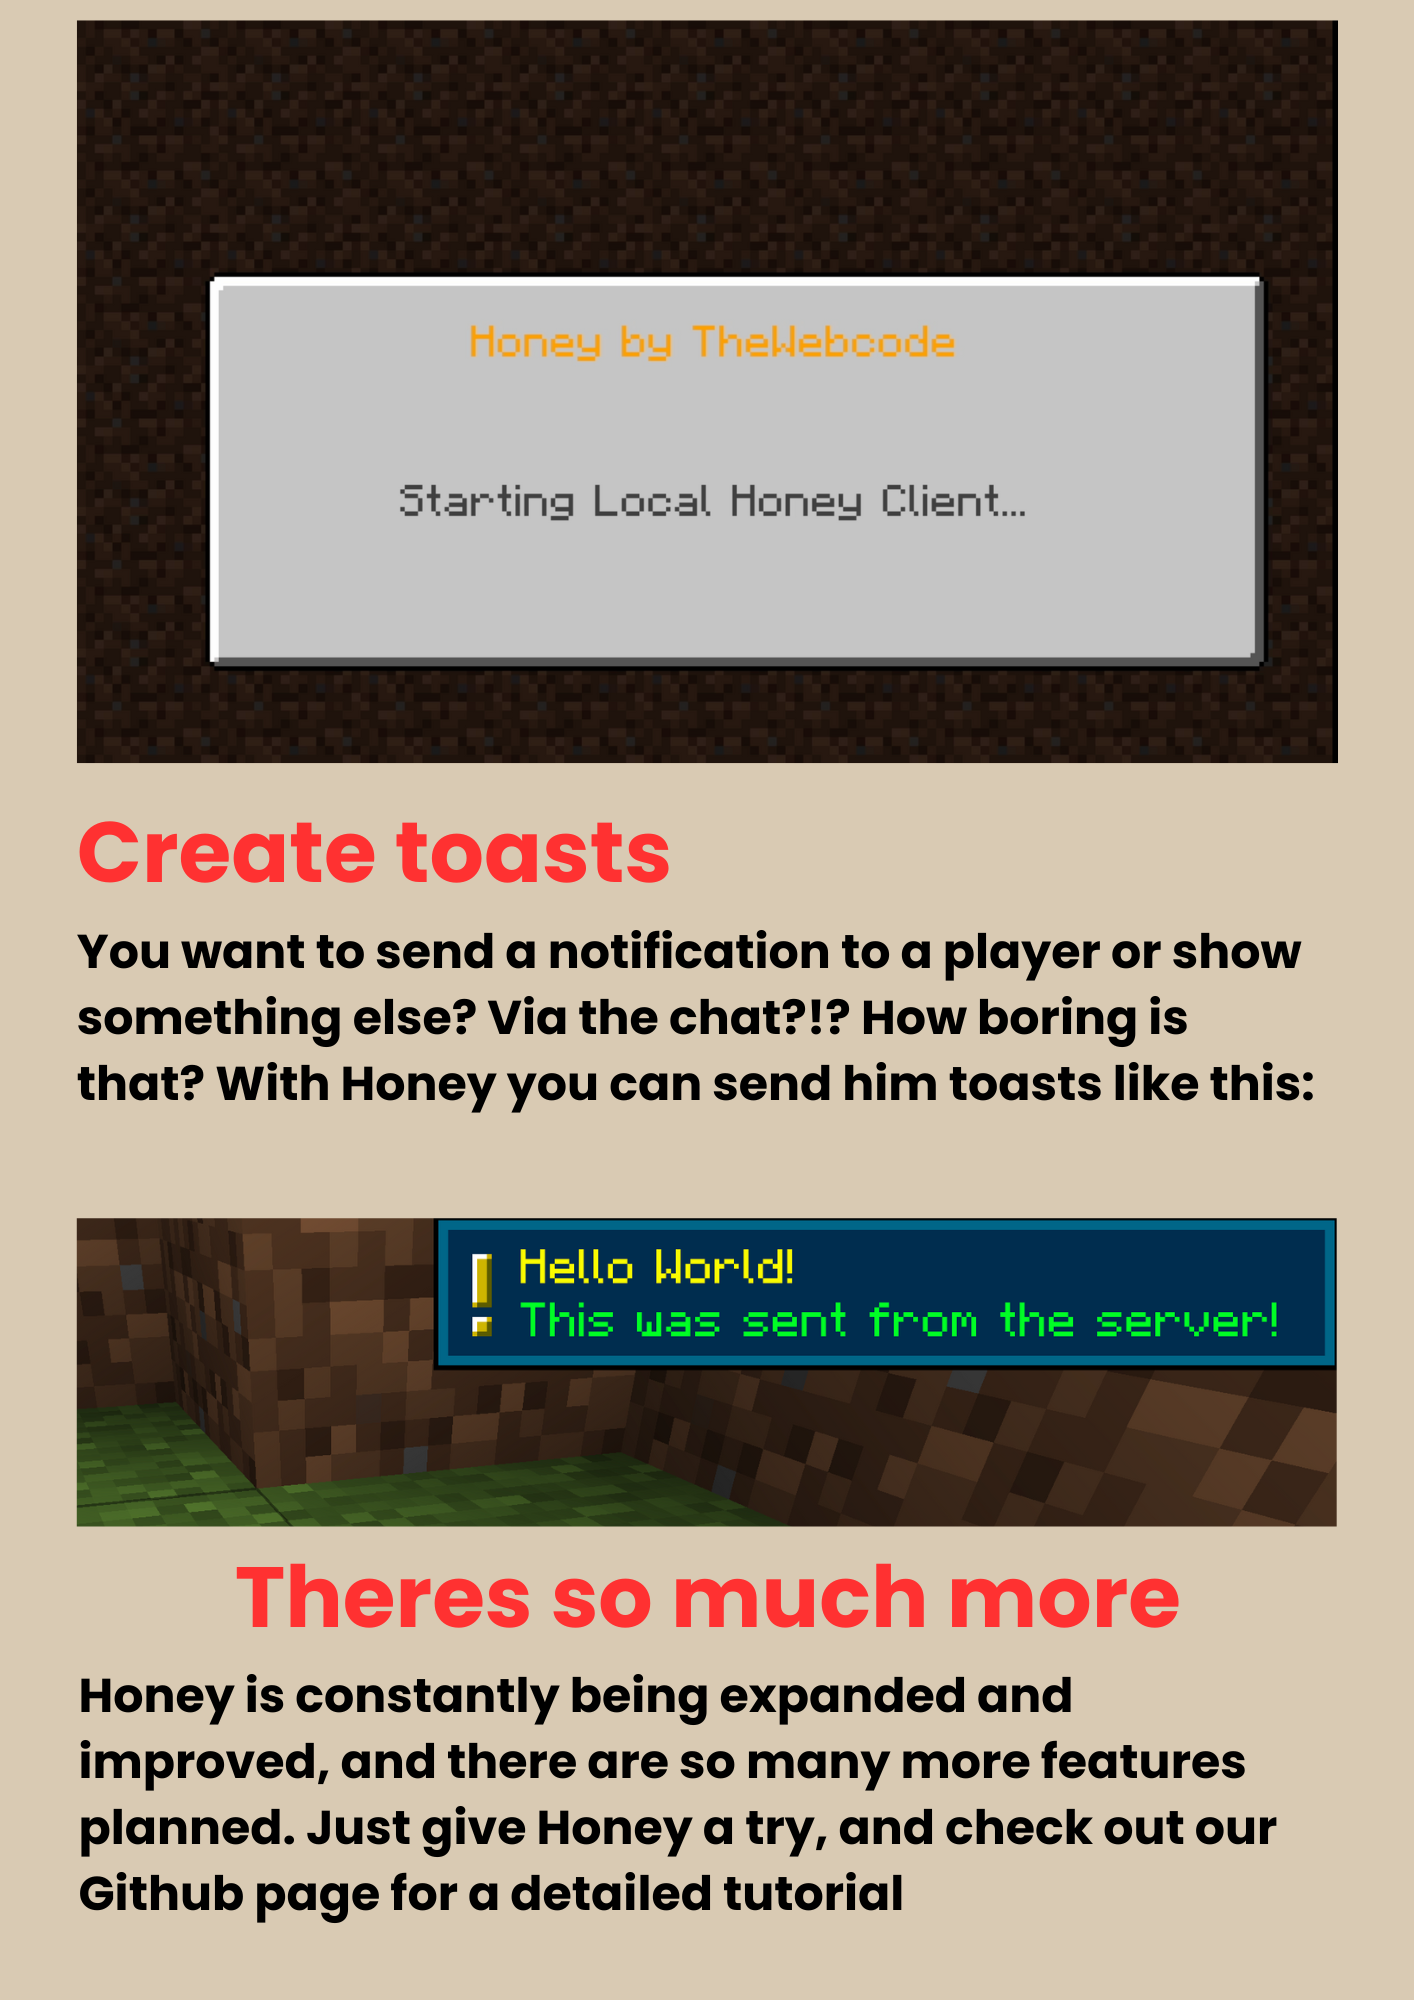 Honey by TheWebcode
Starting Local Honey Client...
Create toasts
You want to send a notification to a player or show
something else? Via the chat?!? How boring is
that? With Honey you can send him toasts like this:
Hello World!
This was sent from the server!
Theres so much more
Honey is constantly being expanded and
improved, and there are so many more features
planned. Just give Honey a try, and check out our
Github page for a detailed tutorial